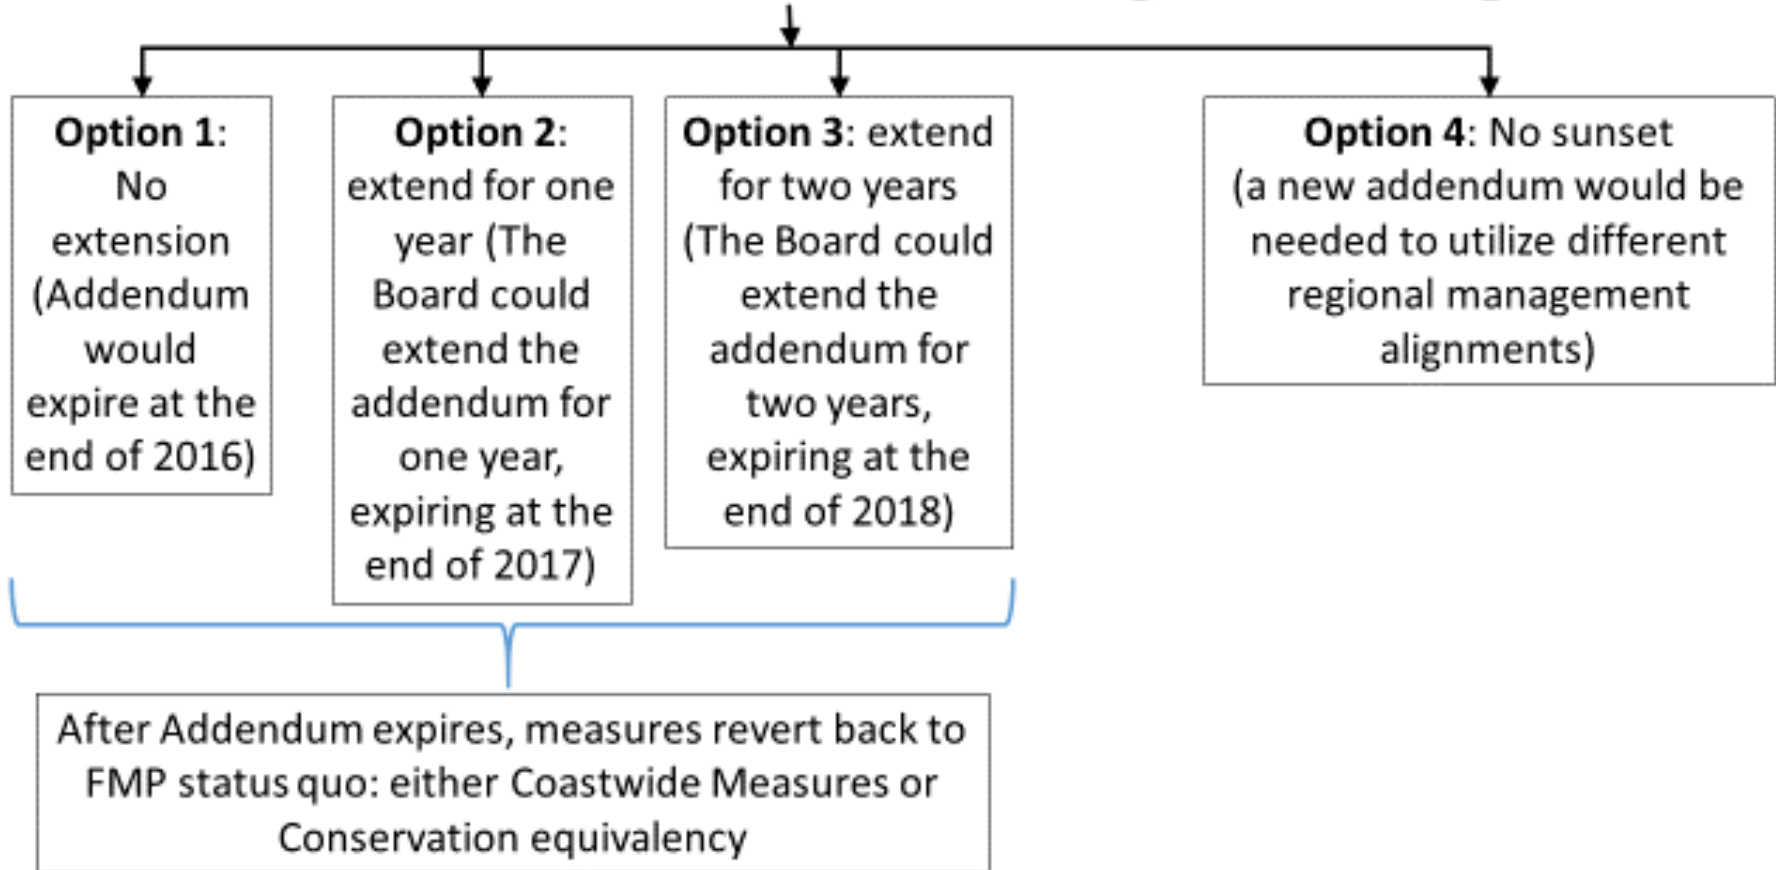 Option 1:
No
extension
(Addendum
would
expire at the
end of 2016)
Option 2:
extend for one
year (The
Board could
extend the
addendum for
one year,
expiring at the
end of 2017)
Option 3: extend
for two years
(The Board could
extend the
addendum for
two years,
expiring at the
end of 2018)
Option 4: No sunset
(a new addendum would be
needed to utilize different
regional management
alignments)
After Addendum expires, measures revert back to
FMP status quo: either Coastwide Measures or
Conservation equivalency